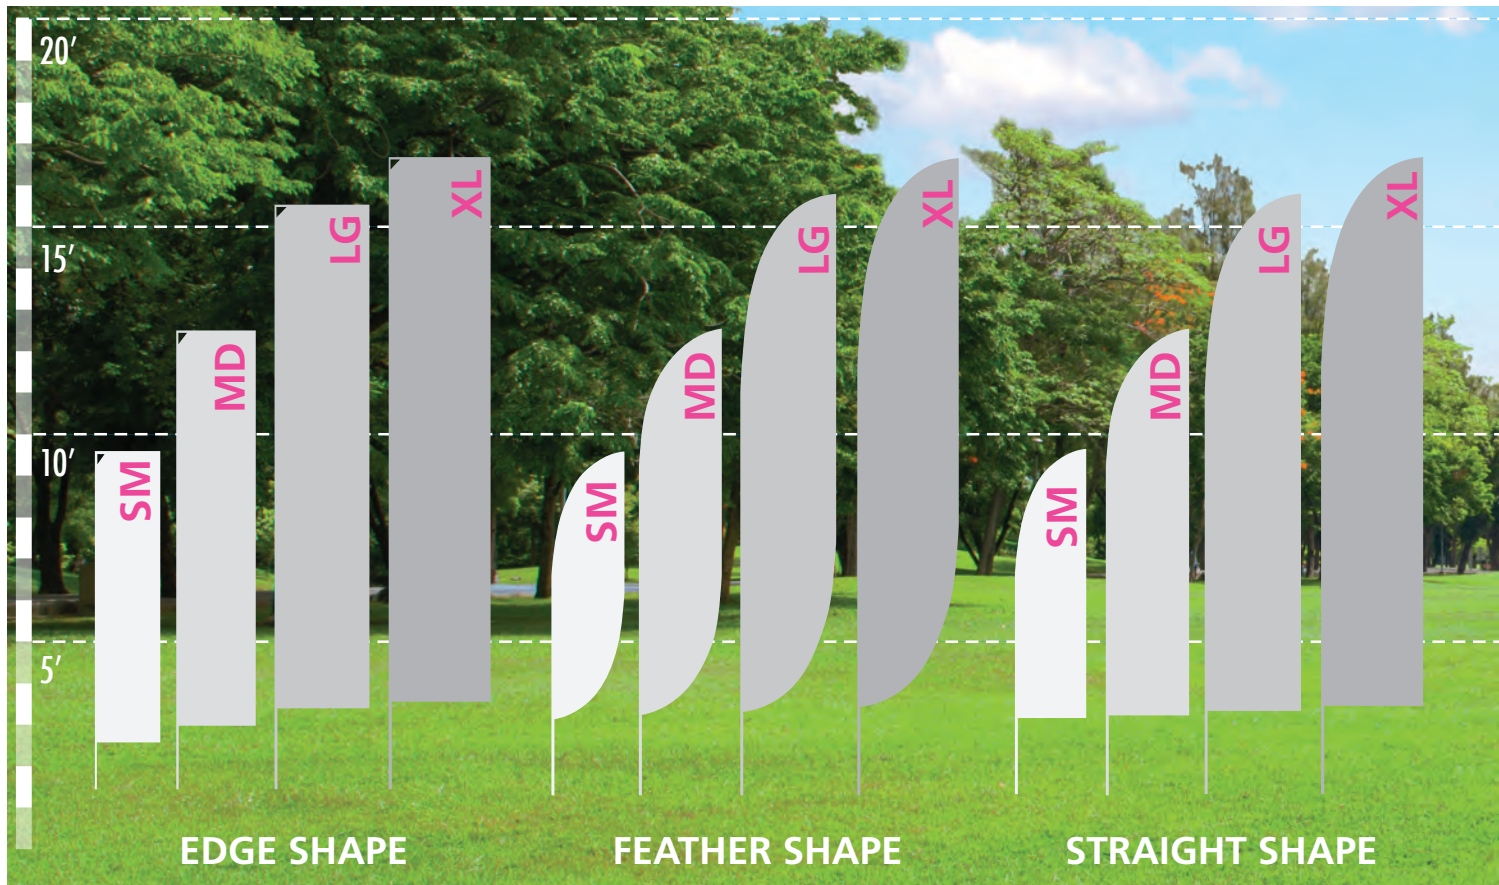 20′
15′
10′
5′
SM
MD
LG
XL
SM
MD
LG
XL
SM
MD
LG
XL
EDGE SHAPE
FEATHER SHAPE
STRAIGHT SHAPE